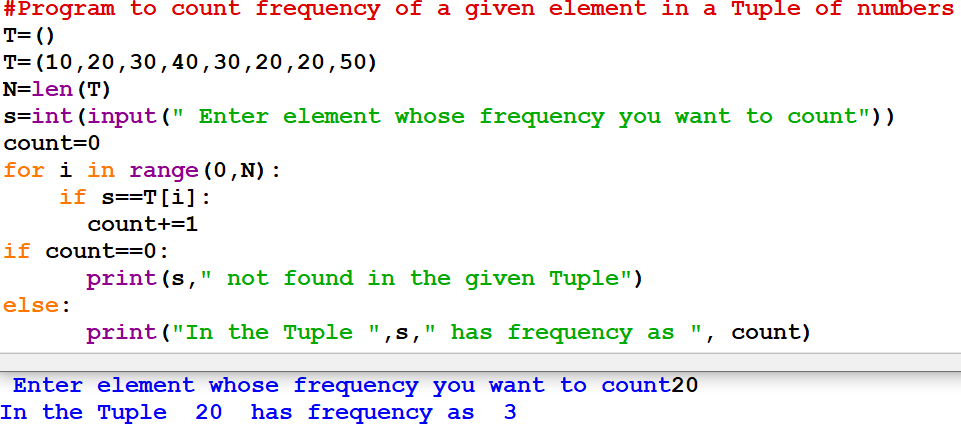 #Program to count frequency of a given element in a Tuple of numbers
T=()
T=(10,20,30,40,30,20,20,50)
N=len(T)
s=int(input(" Enter element whose frequency you want to count"))
count=0
for i in range(0,N):
    if s==T[i]:
      count+=1
if count==0:
      print(s," not found in the given Tuple")
else:
      print("In the Tuple ",s," has frequency as ", count)
 Enter element whose frequency you want to count20
In the Tuple  20  has frequency as  3